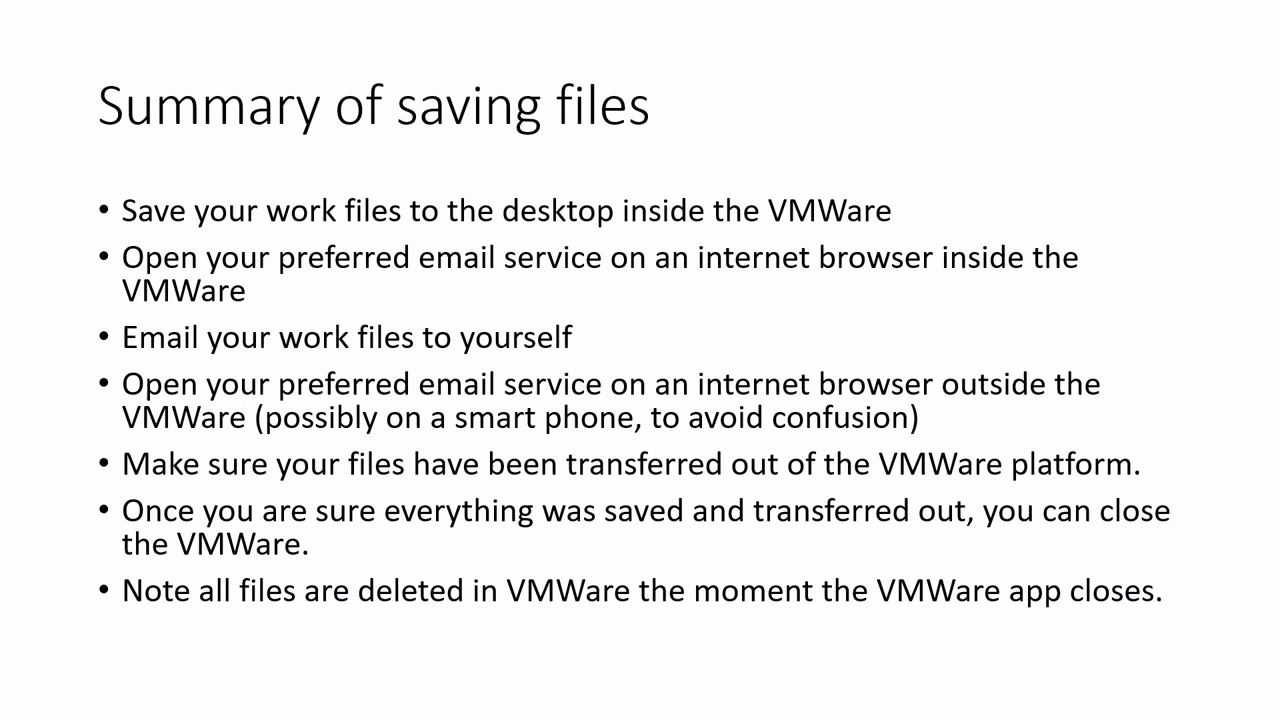 Summary of saving files
• Save your work files to the desktop inside the VMWare
• Open your preferred email service on an internet browser inside the
VMWare
• Email your work files to yourself
• Open your preferred email service on an internet browser outside the
VMWare (possibly on a smart phone, to avoid confusion)
• Make sure your files have been transferred out of the VMWare platform.
• Once you are sure everything was saved and transferred out, you can close
the VMWare.
• Note all files are deleted in VMWare the moment the VMWare app closes.